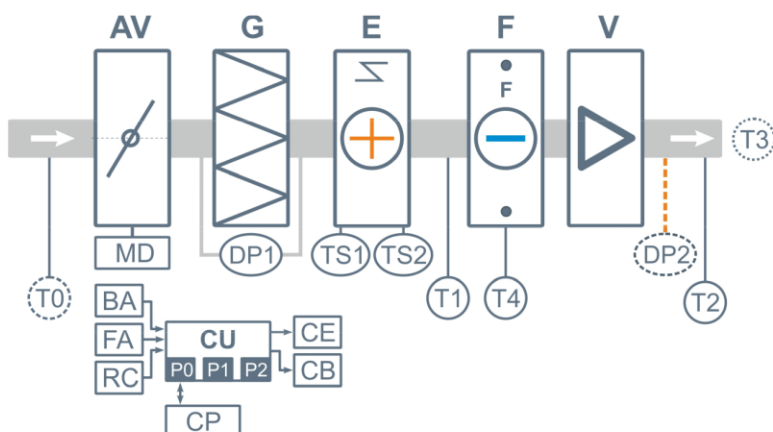 AV G E F V
F
T3
MD DP1 TS1 TS2 DP2
T0 T1 T4 T2
BA
CU CE
FA
P0 P1 P2
RC CB
CP